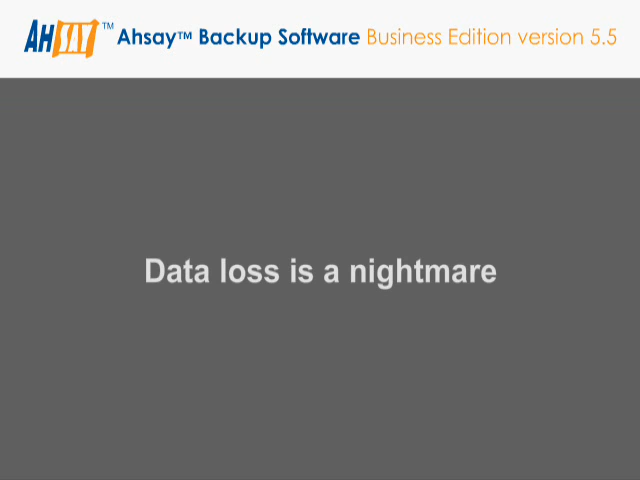 AHSAY™ Ahsay™ Backup Software Business Edition version 5.5
Data loss is a nightmare